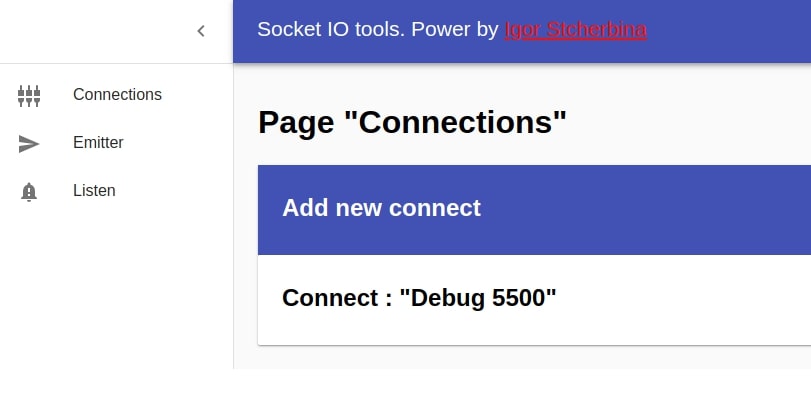 Socket IO tools. Power by Igor Stcherbina
Connections
Emitter
Listen
Page "Connections"
Add new connect
Connect : "Debug 5500"